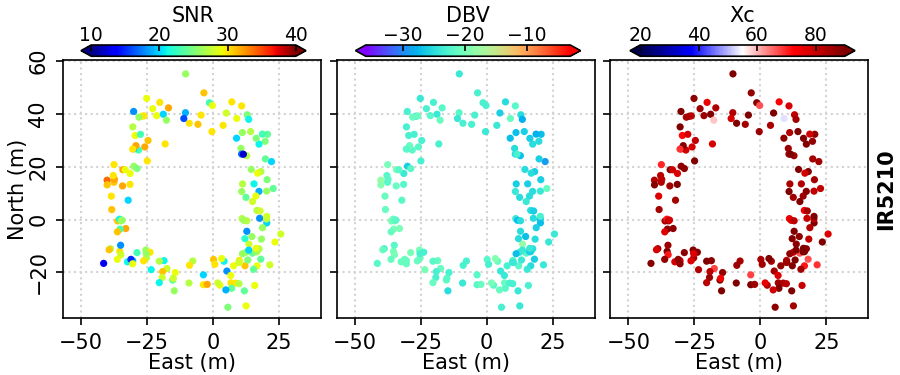 SNR DBV Xc
10 20 30 40 −30 −20 −10 20 40 60 80
60
40
20
0
−20
North (m)
IR5210
−50 −25 0 25 −50 −25 0 25 −50 −25 0 25
East (m) East (m) East (m)